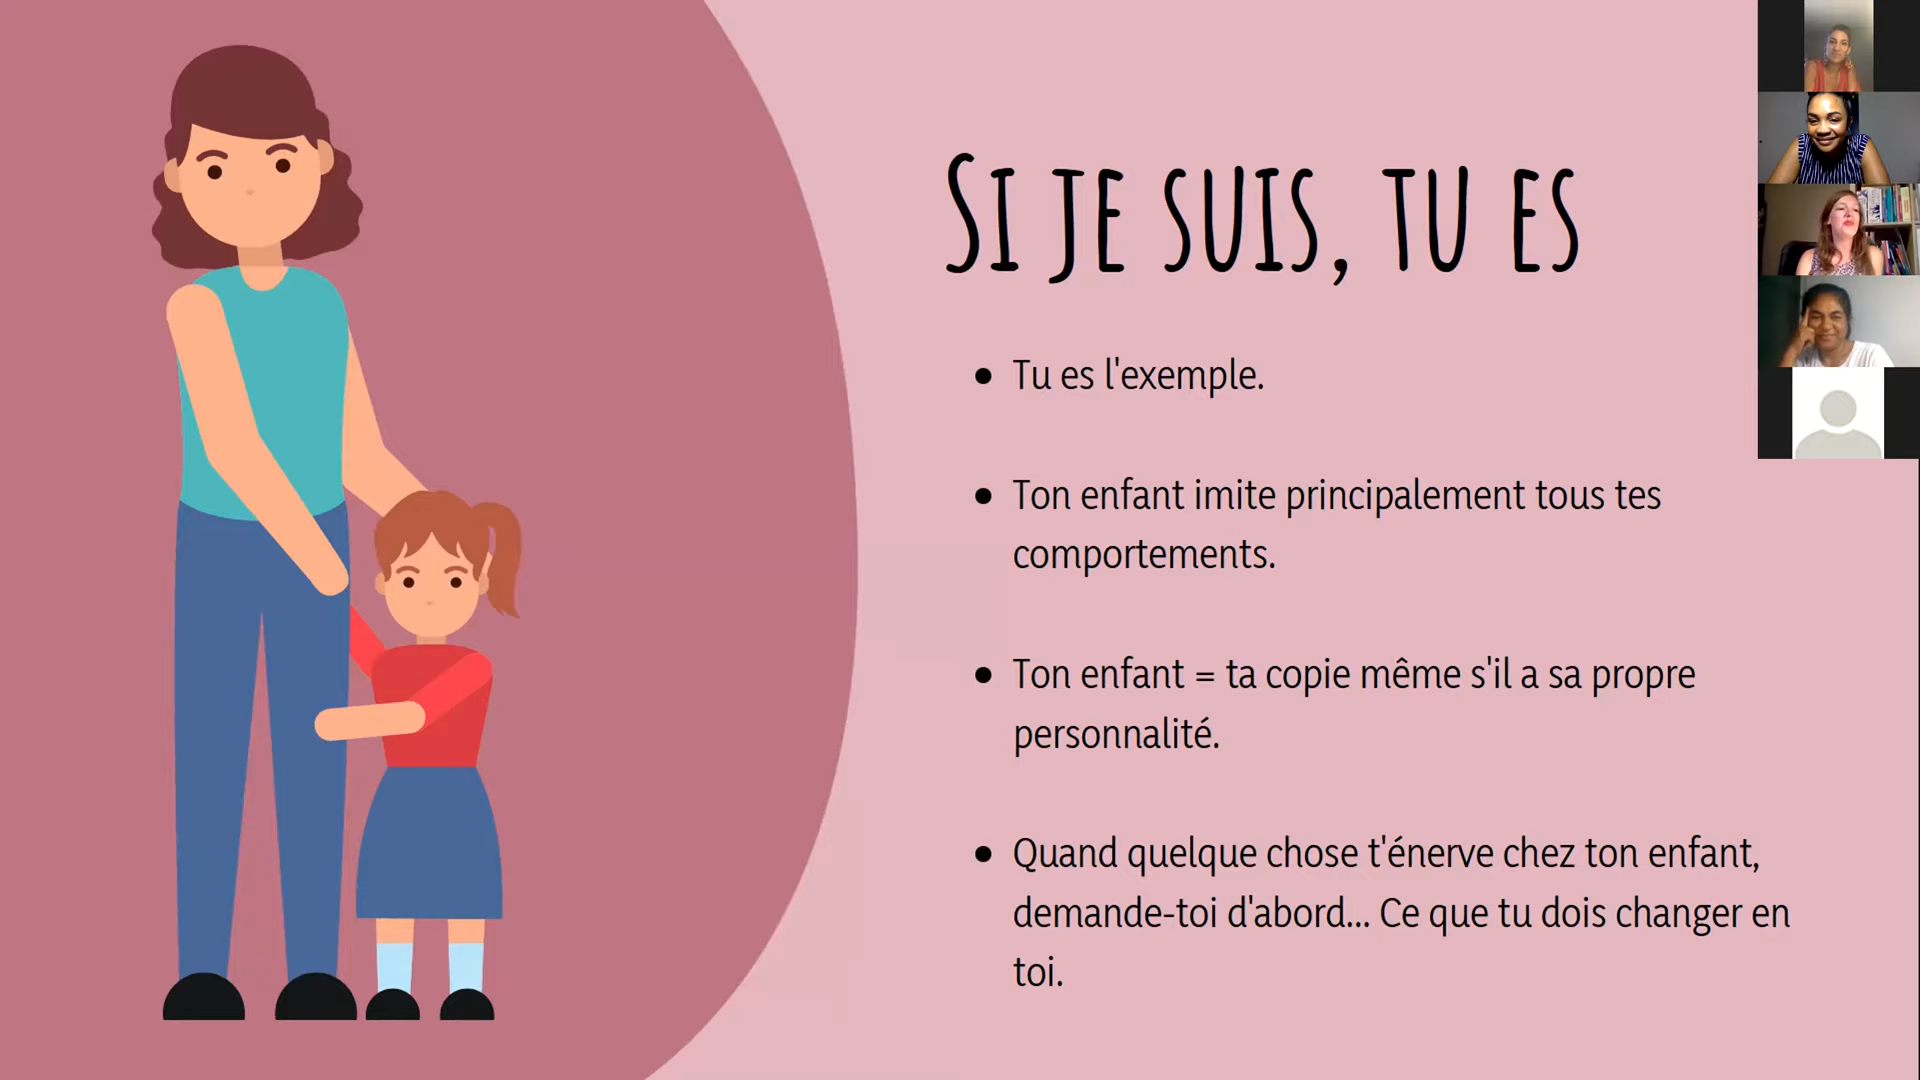 Si je suis, tu es
Tu es l'exemple.
Ton enfant imite principalement tous tes
comportements.
Ton enfant = ta copie même s'il a sa propre
personnalité.
Quand quelque chose t'énerve chez ton enfant,
demande-toi d'abord... Ce que tu dois changer en
toi.